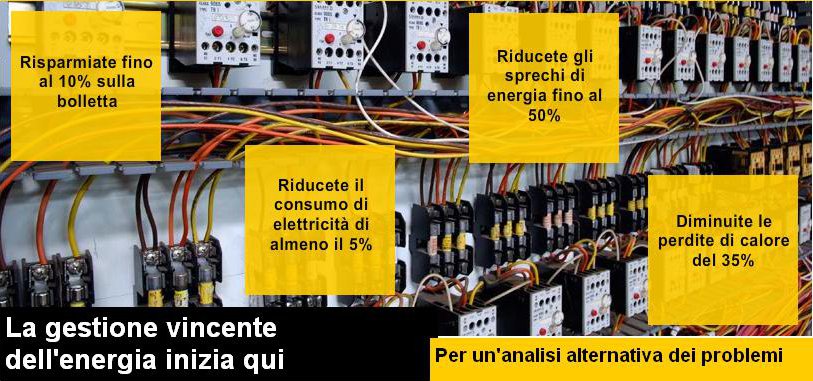 Risparmiate fino
al 10% sulla
bolletta
Riducete gli
sprechi di
energia fino al
50%
Riducete il
consumo di
elettricità di
almeno il 5%
Diminuite le
perdite di calore
del 35%
La gestione vincente
dell'energia inizia qui
Per un'analisi alternativa dei problemi